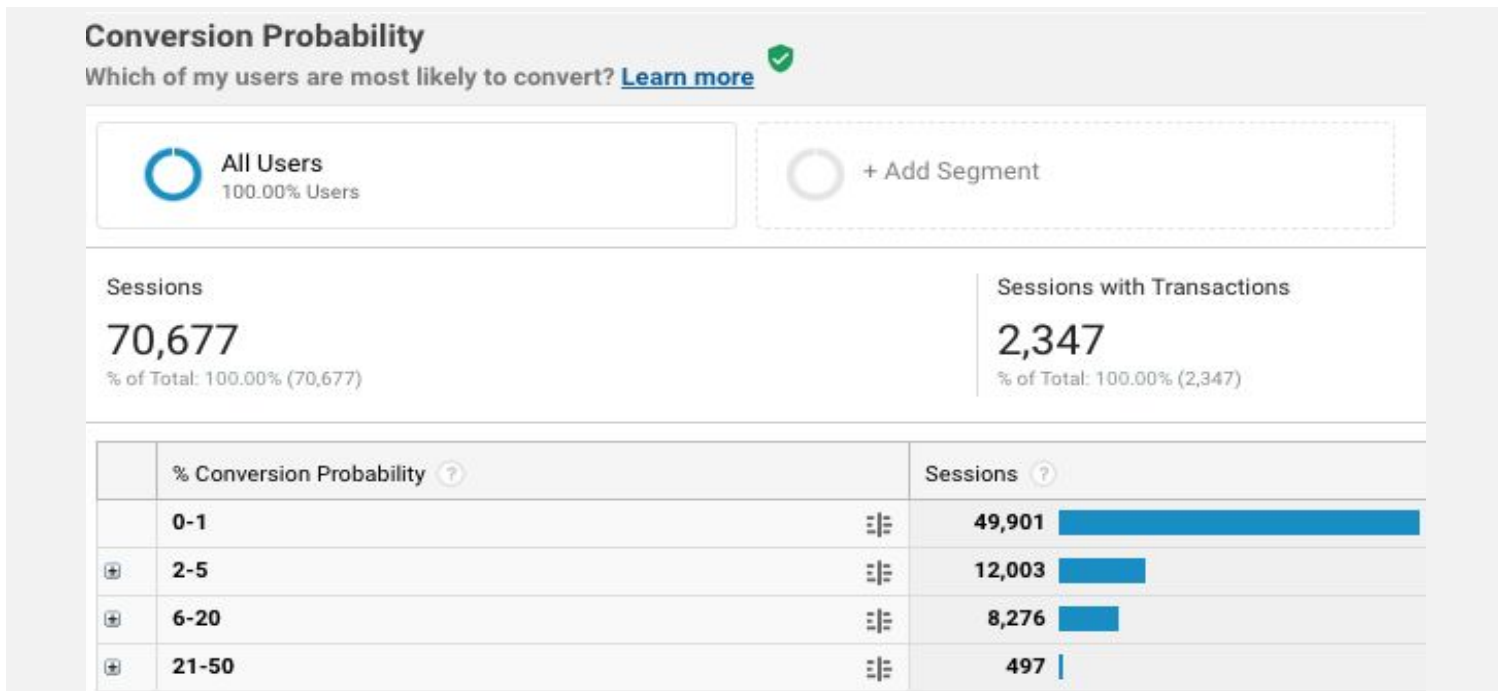 Conversion Probability
Which of my users are most likely to convert? Learn more
All Users
100.00% Users
+ Add Segment
Sessions
70,677
% of Total: 100.00% (70,677)
Sessions with Transactions
2,347
% of Total: 100.00% (2,347)
% Conversion Probability ? Sessions ?
0-1 49,901
2-5 12,003
6-20 8,276
21-50 497